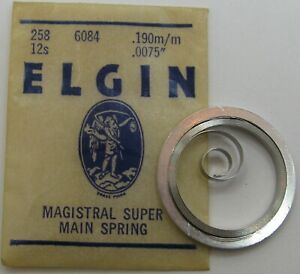 258 6084 .190m/m
12s .0075"
ELGIN
MAGISTRAL SUPER
MAIN SPRING